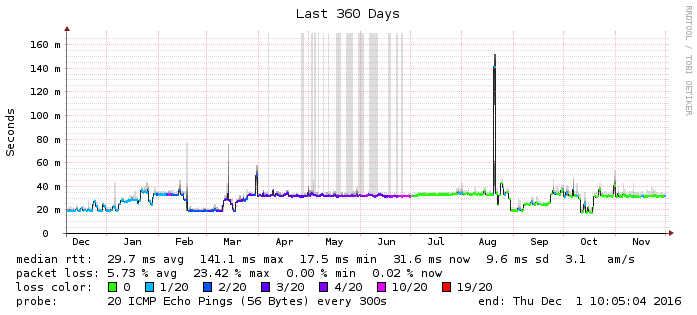 Last 360 Days
RRDTOOL / TOBI OETIKER
Seconds
160 m
140 m
120 m
100 m
80 m
60 m
40 m
20 m
0
Dec Jan Feb Mar Apr May Jun Jul Aug Sep Oct Nov
median rtt: 29.7 ms avg 141.1 ms max 17.5 ms min 31.6 ms now 9.6 ms sd 3.1 am/s
packet loss: 5.73 % avg 23.42 % max 0.00 % min 0.02 % now
loss color: 0 1/20 2/20 3/20 4/20 10/20 19/20
probe: 20 ICMP Echo Pings (56 Bytes) every 300s end: Thu Dec 1 10:05:04 2016